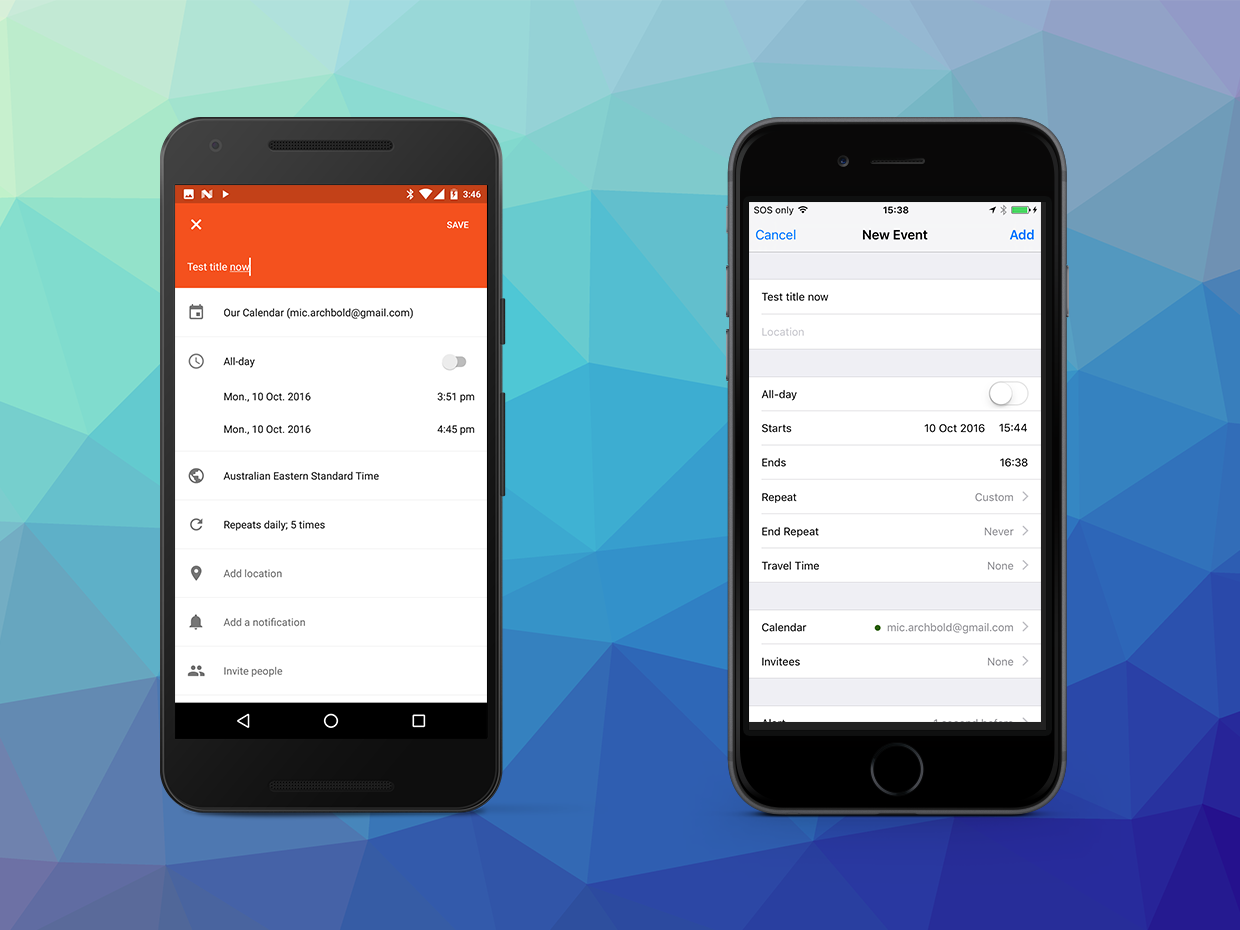 3:46
SAVE
Test title now
Our Calendar (mic.archbold@gmail.com)
All-day
Mon., 10 Oct. 2016 3:51 pm
Mon., 10 Oct. 2016 4:45 pm
Australian Eastern Standard Time
Repeats daily; 5 times
Add location
Add a notification
Invite people
SOS only 15:38
Cancel New Event Add
Test title now
Location
All-day
Starts 10 Oct 2016 15:44
Ends 16:38
Repeat Custom
End Repeat Never
Travel Time None
Calendar mic.archbold@gmail.com
Invitees None
Alert 1 second before